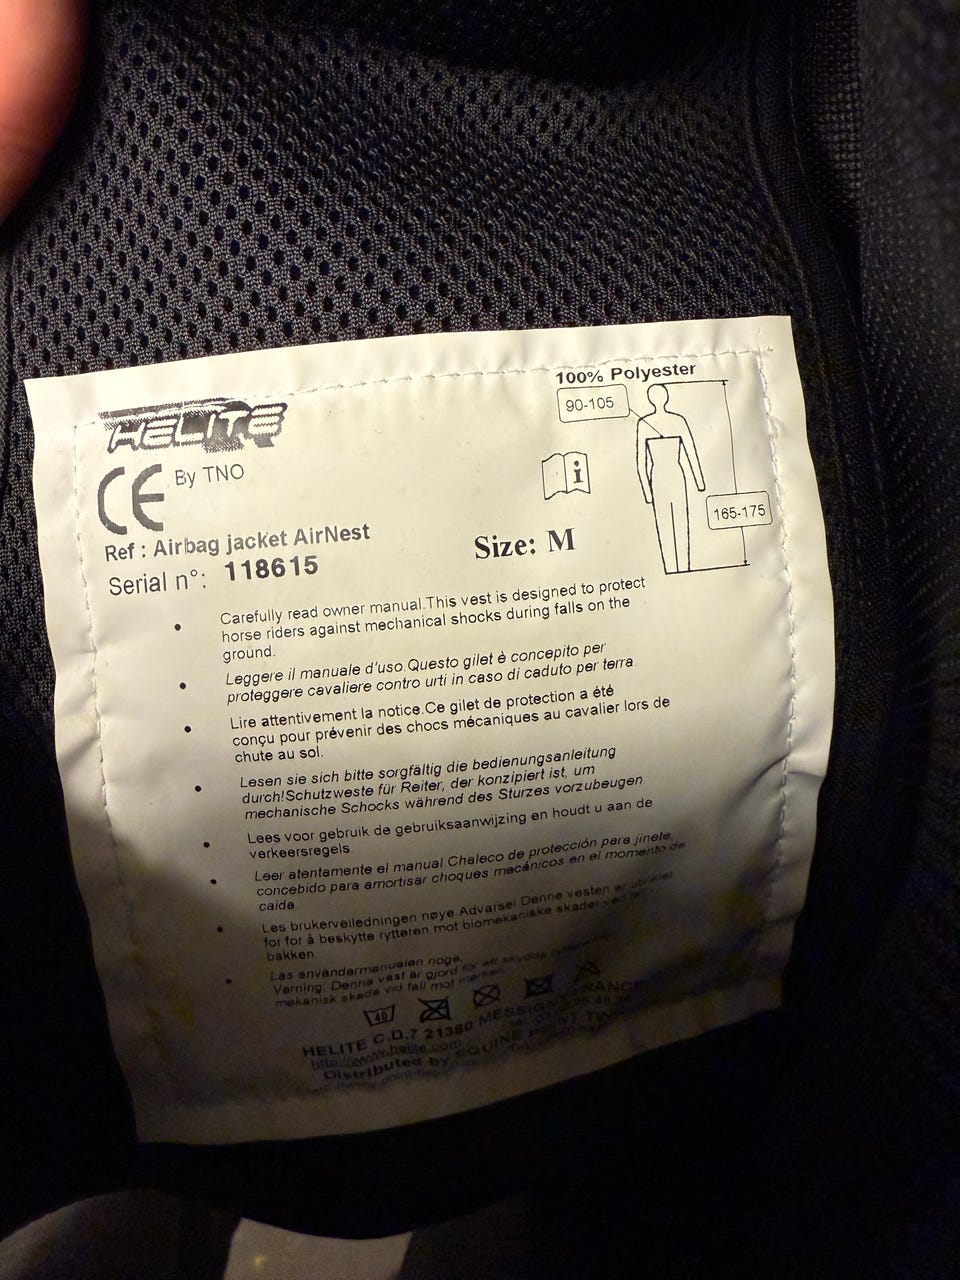 HELITE
100% Polyester
90-105
CE By TNO
i
165-175
Ref : Airbag jacket AirNest
Size: M
Serial n°: 118615
• Carefully read owner manual.This vest is designed to protect
horse riders against mechanical shocks during falls on the
ground.
• Leggere il manuale d'uso.Questo gilet è concepito per
proteggere cavaliere contro urti in caso di caduto per terra.
• Lire attentivement la notice.Ce gilet de protection a été
conçu pour prévenir des chocs mécaniques au cavalier lors de
chute au sol.
• Lesen sie sich bitte sorgfältig die bedienungsanleitung
durch!Schutzweste für Reiter, der konzipiert ist, um
mechanische Schocks während des Sturzes vorzubeugen
• Lees voor gebruik de gebruiksaanwijzing en houdt u aan de
verkeersregels.
• Leer atentamente el manual.Chaleco de protección para jinete,
concebido para amortisar choques mecánicos en el momento de
caida.
• Les brukerveiledningen nøye.Advarsel Denne vesten er utviklet
for for å beskytte rytteren mot biomekaniske skader ved fall
bakken
• Läs användarmanualen noge.
Varning: Denna väst är gjord för att skydda
mekanisk skada vid fall mot marken.
40
HELITE C.D.7 21380 MESSIGNY FRANCE
http://www.helite.com
Distributed by EQUINE POINT TWO